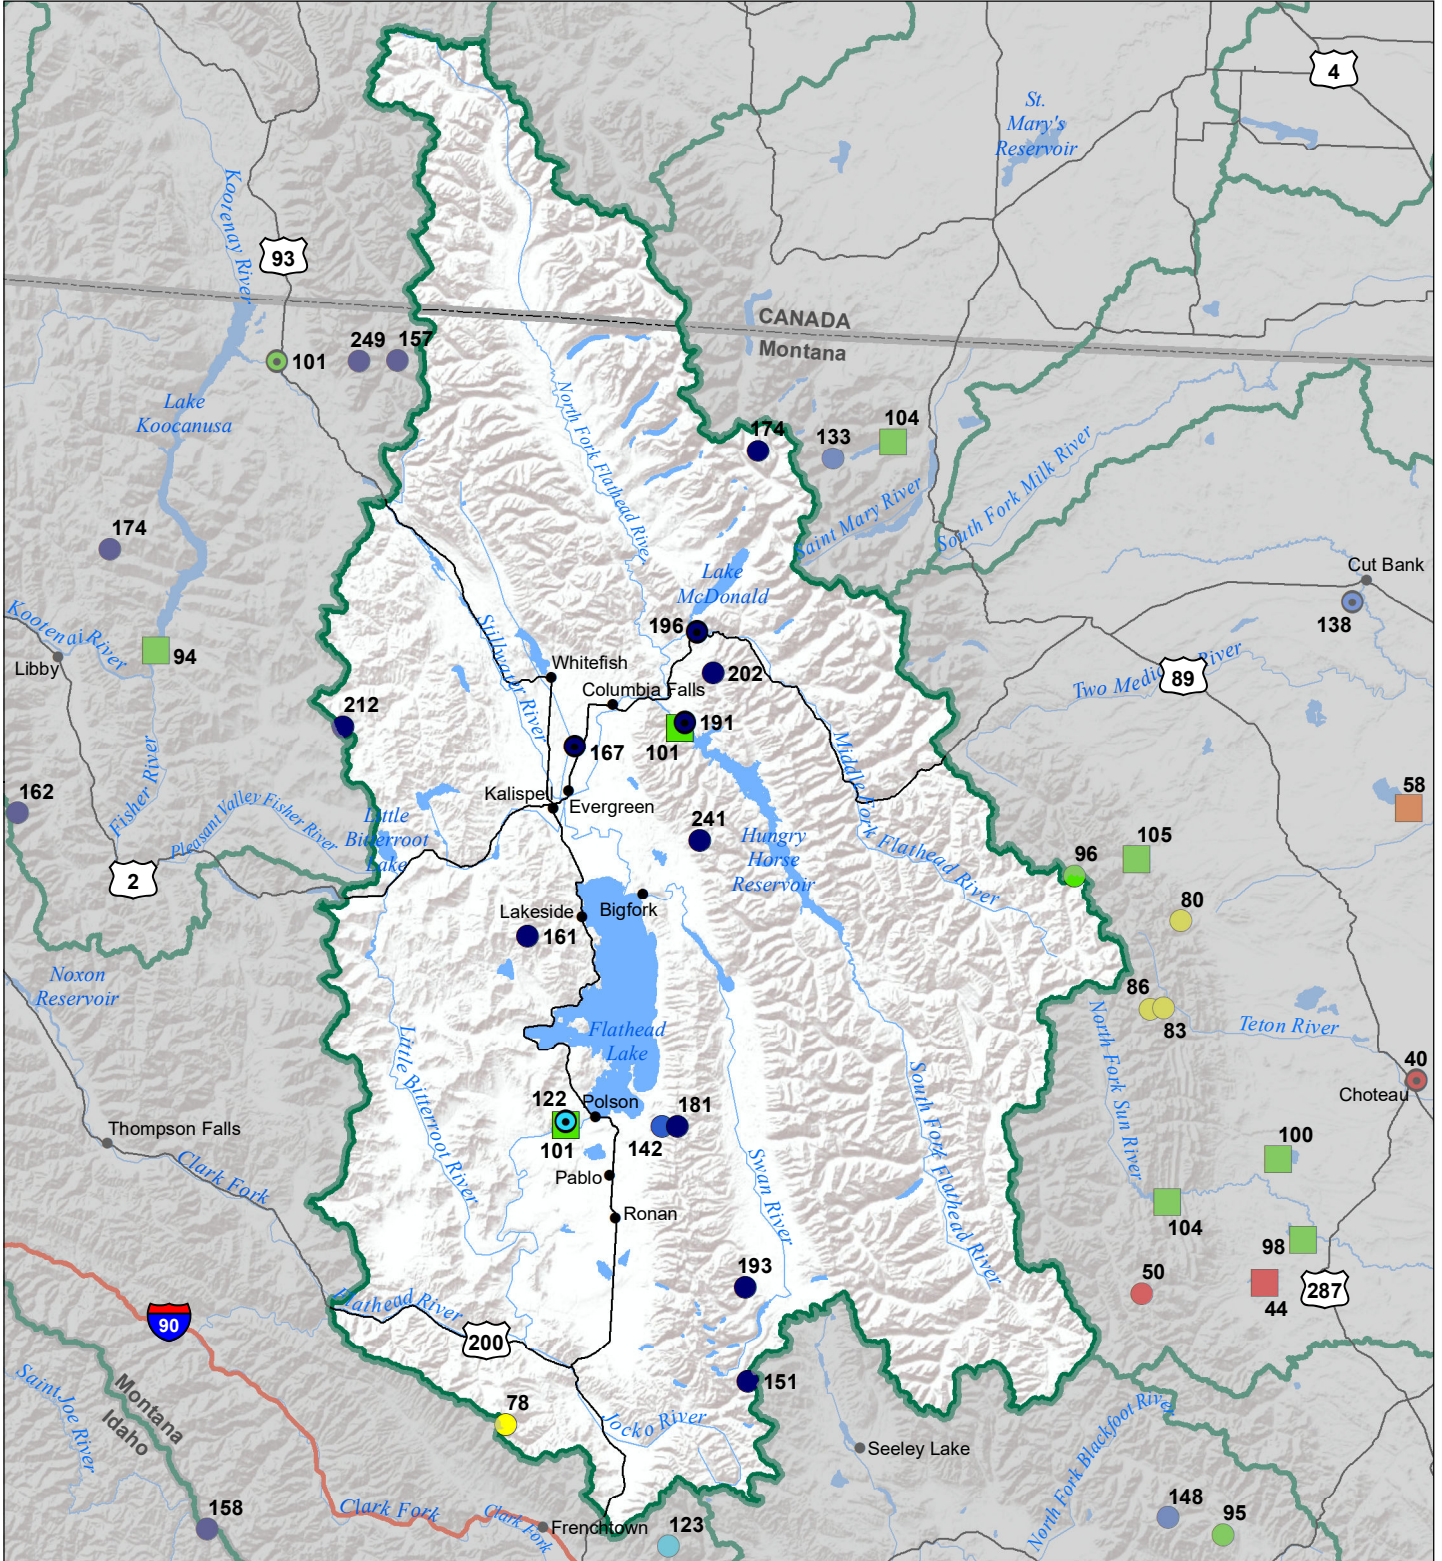 4
St.
Mary's
Reservoir
Kootenay River
93
CANADA
Montana
101
249
157
Lake
Koocanusa
North Fork Flathead River
174
133
104
Saint Mary River
South Fork Milk River
174
Lake
McDonald
Cut Bank
138
Kootenai River
Libby
94
Stillwater River
196
Whitefish
202
Columbia Falls
Two Medic River
89
212
191
101
167
Middle Fork Flathead River
Fisher River
162
Pleasant Valley Fisher River
Kalispel
Evergreen
Little
Bitterroot
Lake
241
Hungry
Horse
Reservoir
58
105
96
2
80
Lakeside
Bigfork
161
Noxon
Reservoir
86
83
North Fork Sun River
Teton River
Flathead
Lake
Little Bitterroot River
South Fork Flathead River
40
Choteau
122
Polson
181
101
142
Thompson Falls
Clark Fork
Pablo
Swan River
100
Ronan
104
98
193
50
44
287
Flathead River
90
200
151
78
Jocko River
Saint Joe River
Montana
Idaho
Seeley Lake
North Fork Blackfoot River
158
Clark Fork
Clark Fork
Frenchtown
123
148
95